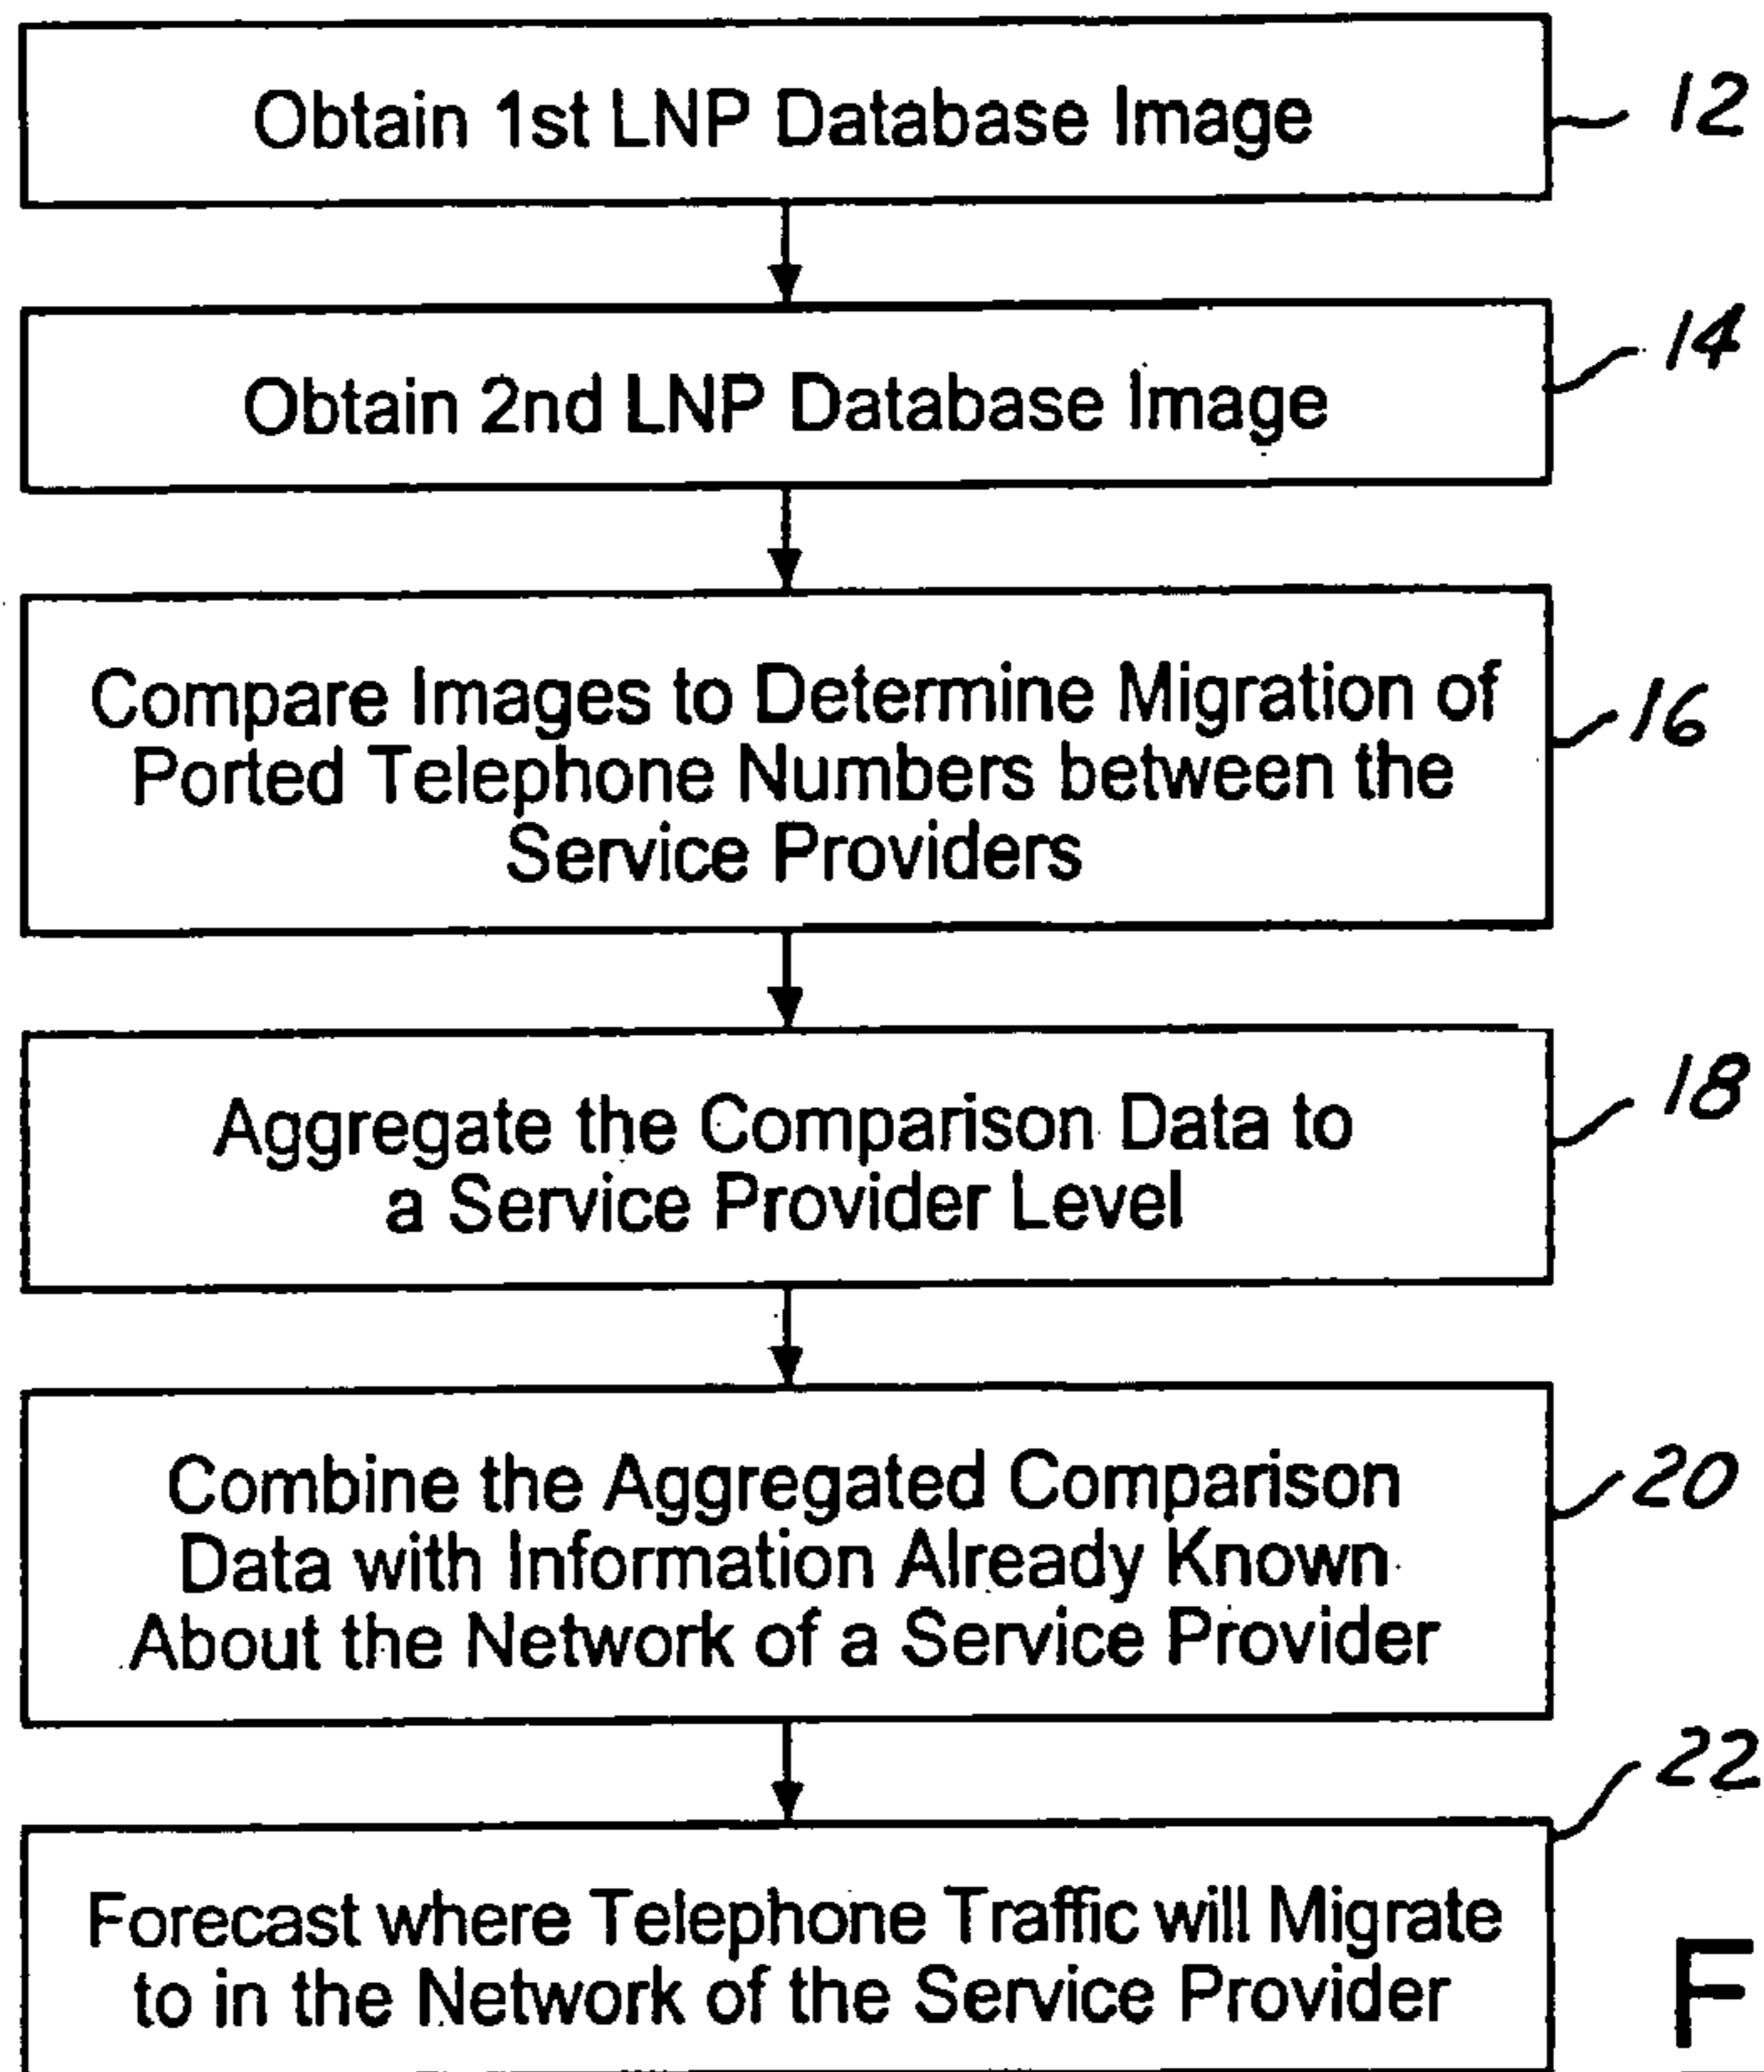 Obtain 1st LNP Database Image
12
Obtain 2nd LNP Database Image
14
Compare Images to Determine Migration of
Ported Telephone Numbers between the
Service Providers
16
Aggregate the Comparison Data to
a Service Provider Level
18
Combine the Aggregated Comparison
Data with Information Already Known
About the Network of a Service Provider
20
22
Forecast where Telephone Traffic will Migrate
to in the Network of the Service Provider
F